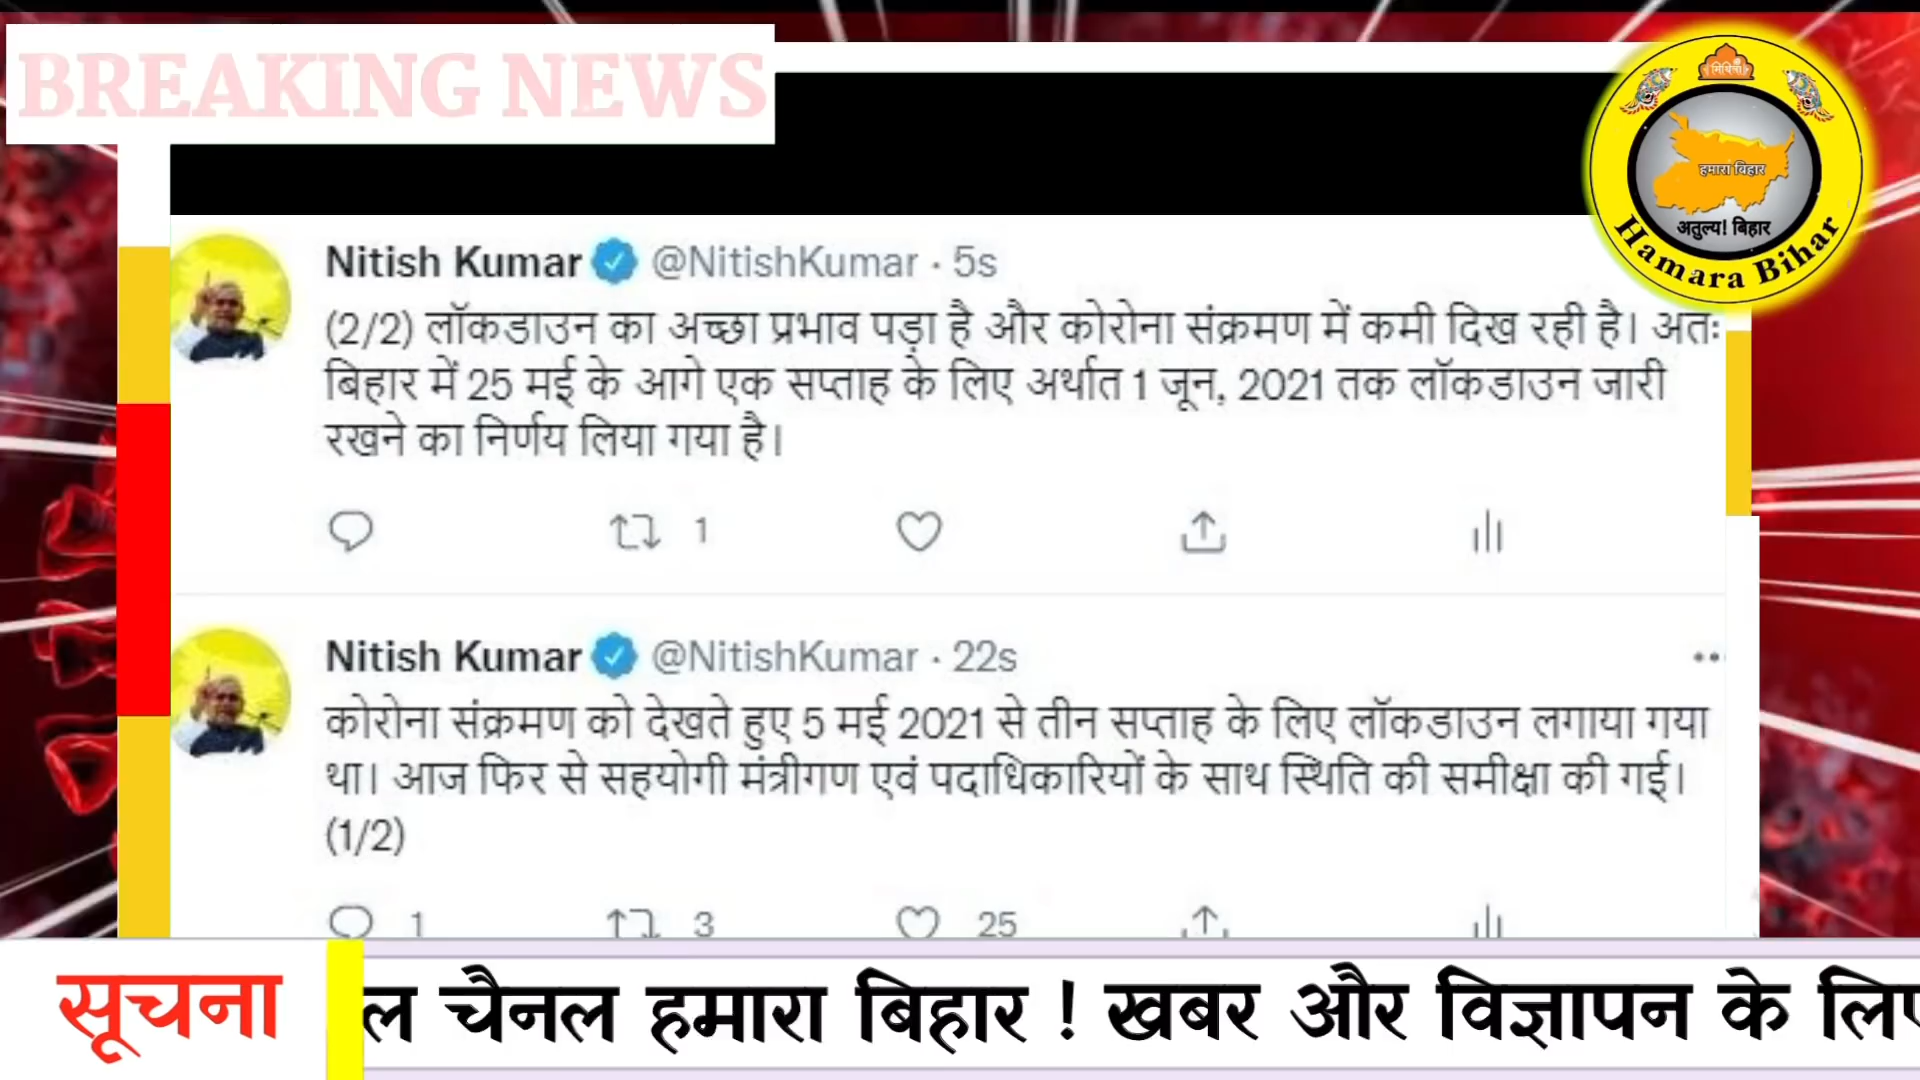 BREAKING NEWS
मिथिला
हमारा बिहार
अतुल्य! बिहार
Hamara Bihar
Nitish Kumar @NitishKumar · 5s
(2/2) लॉकडाउन का अच्छा प्रभाव पड़ा है और कोरोना संक्रमण में कमी दिख रही है। अतः
बिहार में 25 मई के आगे एक सप्ताह के लिए अर्थात 1 जून, 2021 तक लॉकडाउन जारी
रखने का निर्णय लिया गया है।
1
Nitish Kumar @NitishKumar · 22s
कोरोना संक्रमण को देखते हुए 5 मई 2021 से तीन सप्ताह के लिए लॉकडाउन लगाया गया
था। आज फिर से सहयोगी मंत्रीगण एवं पदाधिकारियों के साथ स्थिति की समीक्षा की गई।
(1/2)
1 3 25
सूचना
ल चैनल हमारा बिहार ! खबर और विज्ञापन के लिए